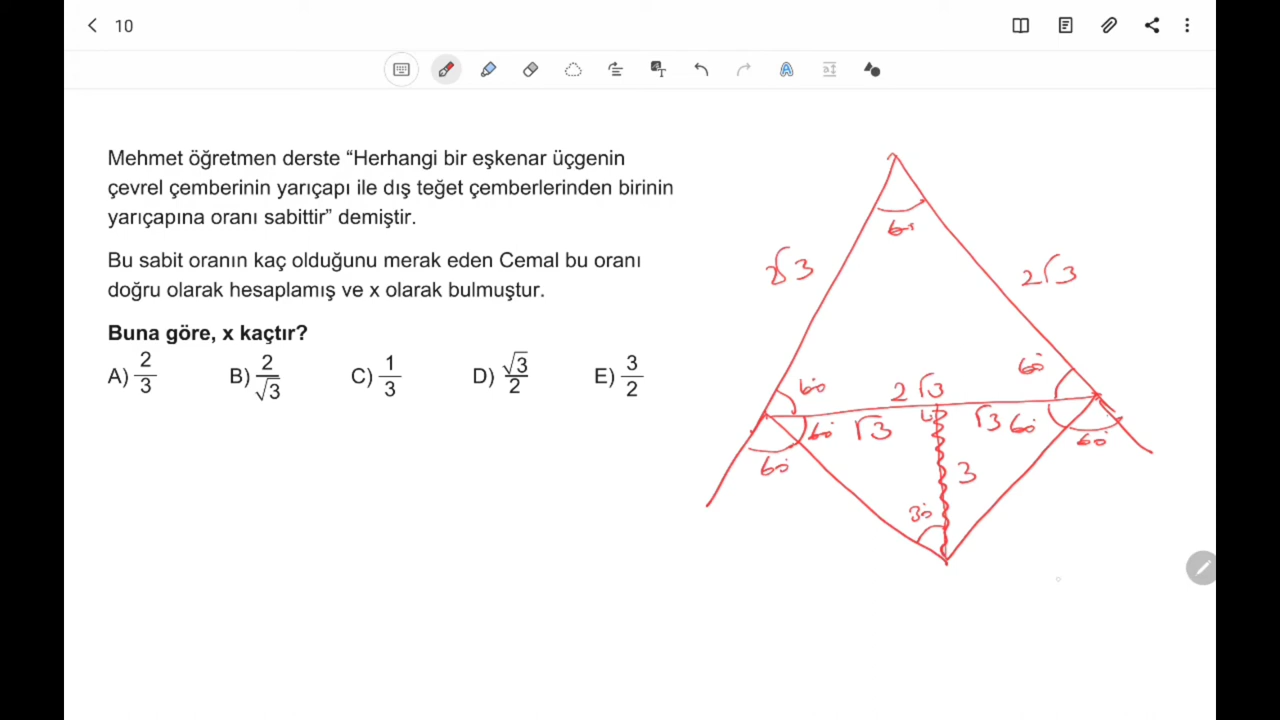 10
Mehmet öğretmen derste “Herhangi bir eşkenar üçgenin
çevrel çemberinin yarıçapı ile dış teğet çemberlerinden birinin
yarıçapına oranı sabittir” demiştir.
Bu sabit oranın kaç olduğunu merak eden Cemal bu oranı
doğru olarak hesaplamış ve x olarak bulmuştur.
Buna göre, x kaçtır?
A) 2/3 B) 2/√3 C) 1/3 D) √3/2 E) 3/2
60
2√3 2√3
60
60 2√3
60 √3 √3 60
60 60
3
30